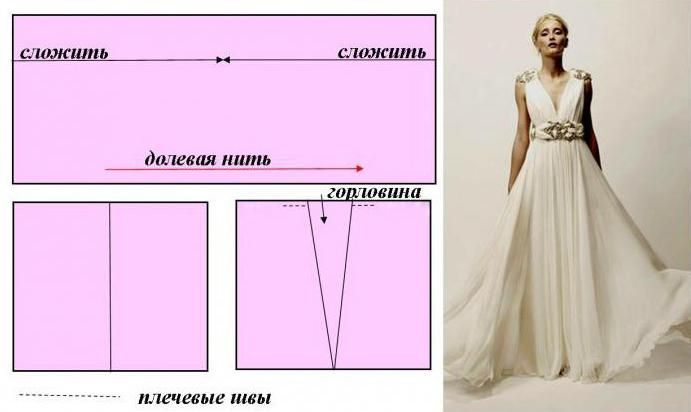 сложить сложить
долевая нить
горловина
плечевые швы